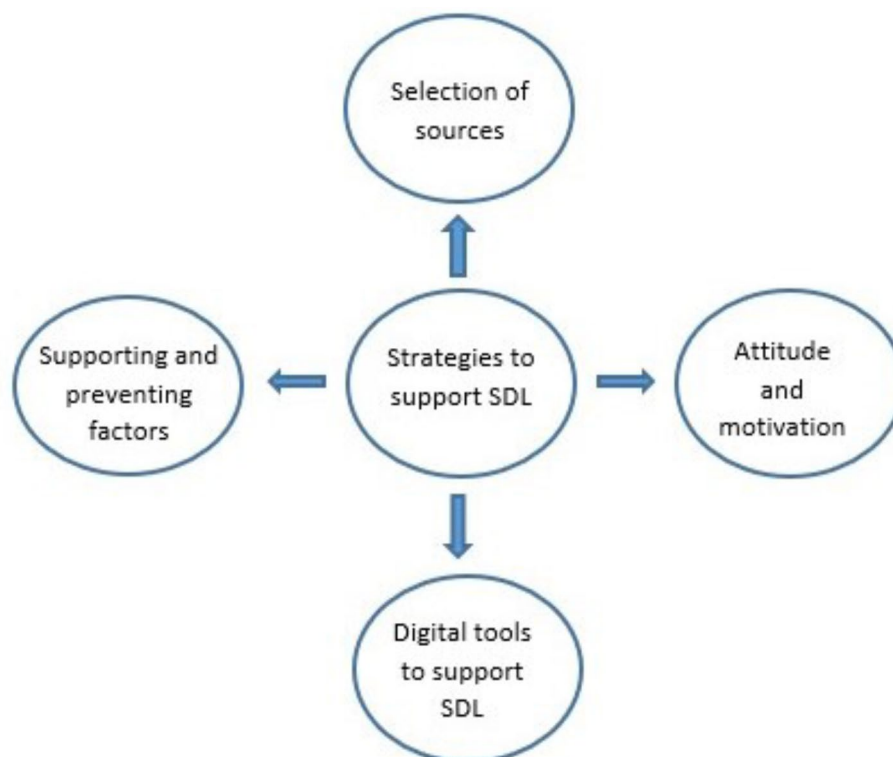 Selection of
sources
Supporting and
preventing
factors
Strategies to
support SDL
Attitude
and
motivation
Digital tools
to support
SDL